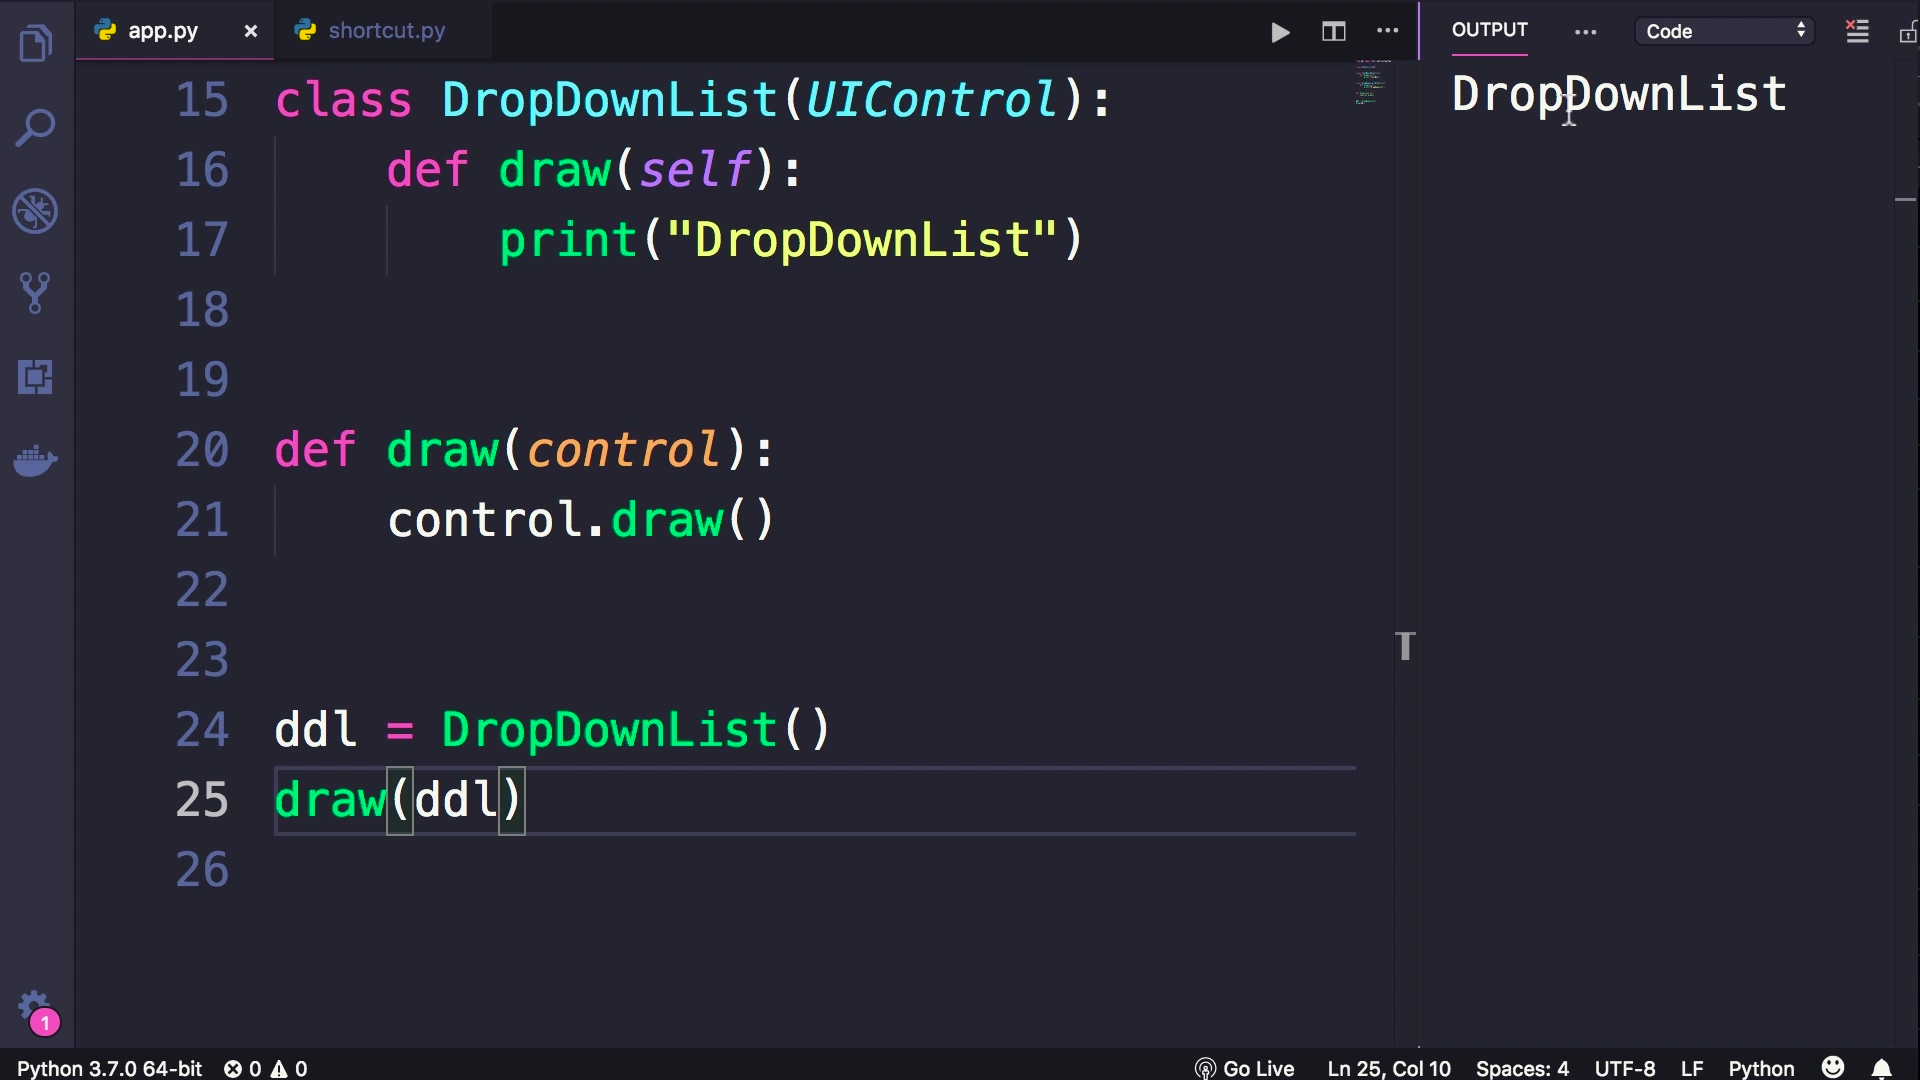 app.py × shortcut.py
OUTPUT ... Code
15 class DropDownList(UIControl):
16     def draw(self):
17         print("DropDownList")
18
19
20 def draw(control):
21     control.draw()
22
23
24 ddl = DropDownList()
25 draw(ddl)
26
DropDownList
T
1
Python 3.7.0 64-bit 0 0 Go Live Ln 25, Col 10 Spaces: 4 UTF-8 LF Python